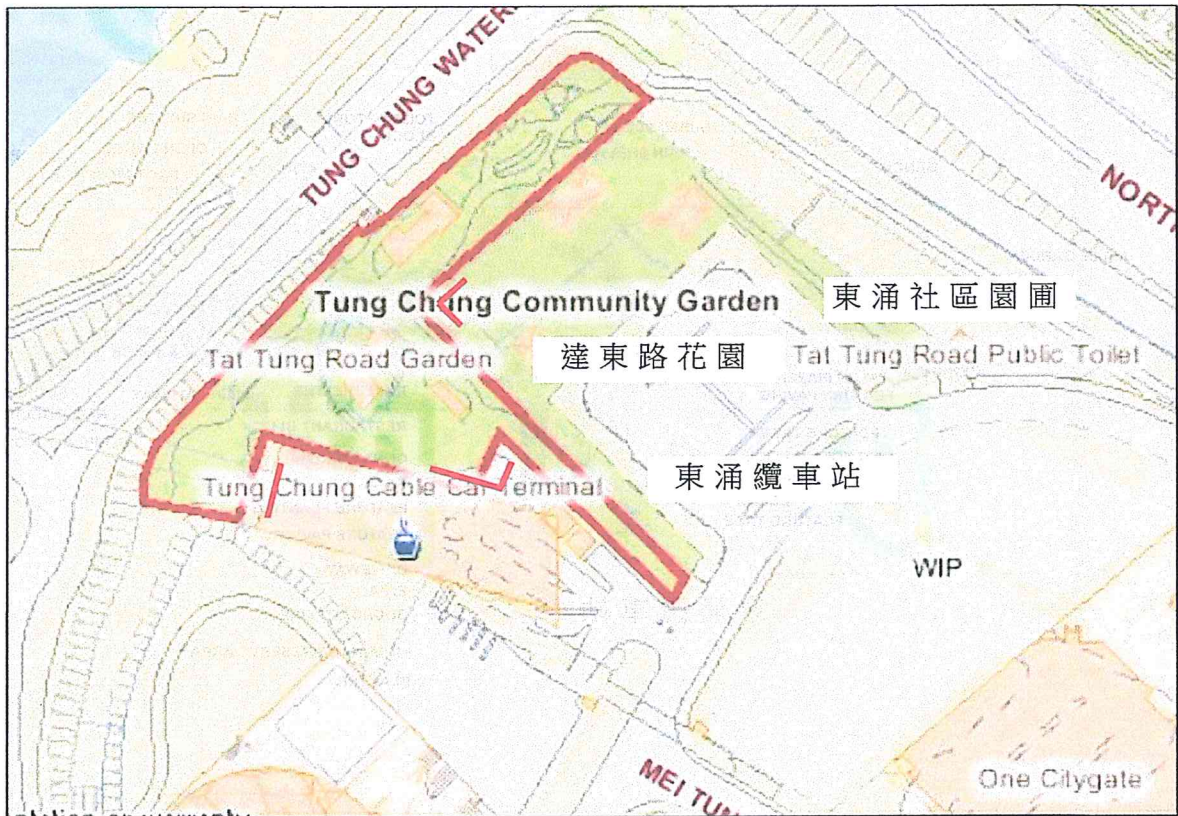 TUNG CHUNG WATER
NORT
Tung Chung Community Garden
東涌社區園圃
Tat Tung Road Garden
達東路花園
Tat Tung Road Public Toilet
Tung Chung Cable Car Terminal
東涌纜車站
WIP
One Citygate
MEI TUN